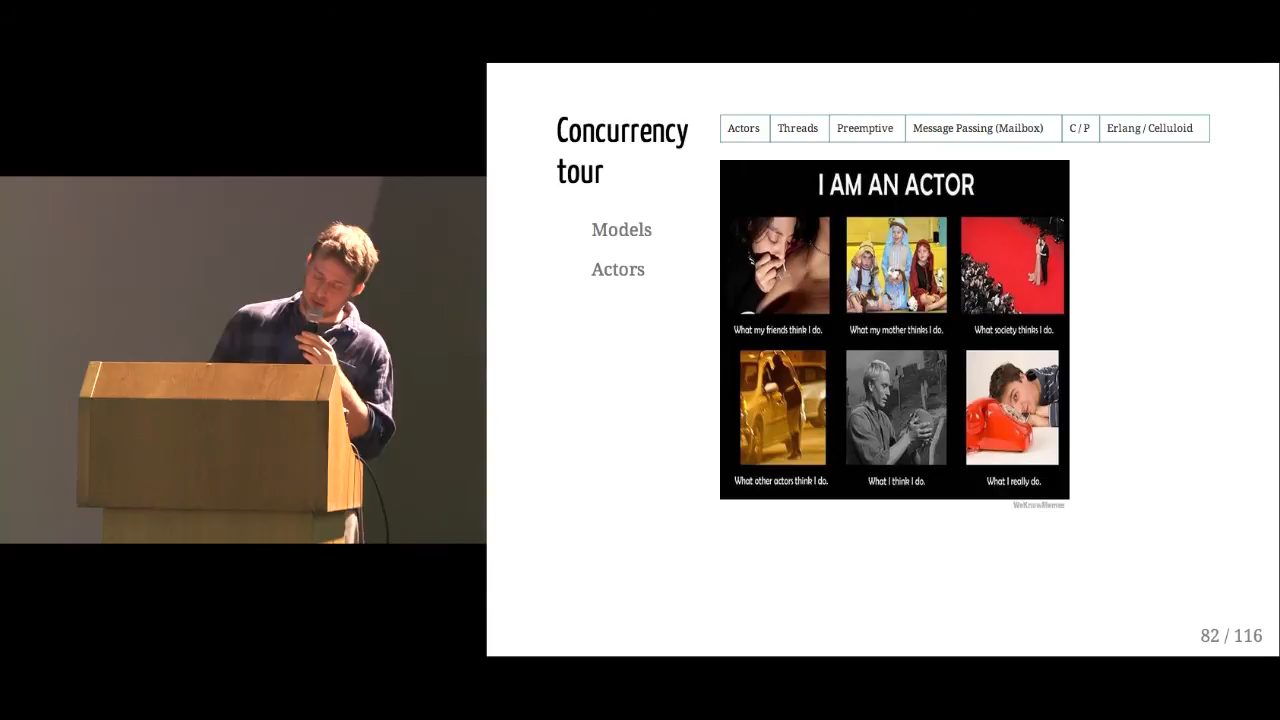 Concurrency
tour
Models
Actors
Actors Threads Preemptive Message Passing (Mailbox) C / P Erlang / Celluloid
I AM AN ACTOR
What my friends think I do. What my mother thinks I do. What society thinks I do.
What other actors think I do. What I think I do. What I really do.
WeKnowMemes
82 / 116